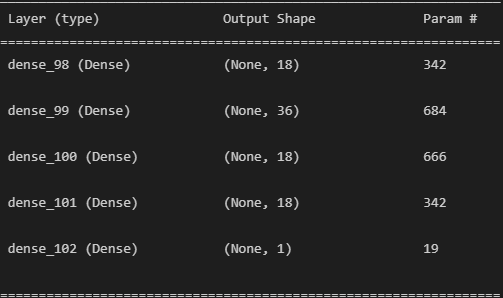 Layer (type) Output Shape Param #
=================================================================
dense_98 (Dense) (None, 18) 342
dense_99 (Dense) (None, 36) 684
dense_100 (Dense) (None, 18) 666
dense_101 (Dense) (None, 18) 342
dense_102 (Dense) (None, 1) 19
=================================================================